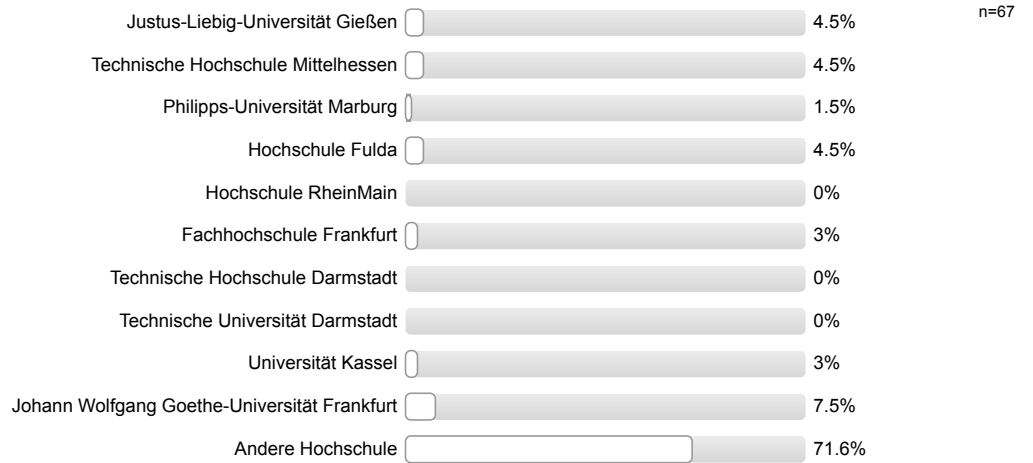 Justus-Liebig-Universität Gießen 4.5% n=67
Technische Hochschule Mittelhessen 4.5%
Philipps-Universität Marburg 1.5%
Hochschule Fulda 4.5%
Hochschule RheinMain 0%
Fachhochschule Frankfurt 3%
Technische Hochschule Darmstadt 0%
Technische Universität Darmstadt 0%
Universität Kassel 3%
Johann Wolfgang Goethe-Universität Frankfurt 7.5%
Andere Hochschule 71.6%